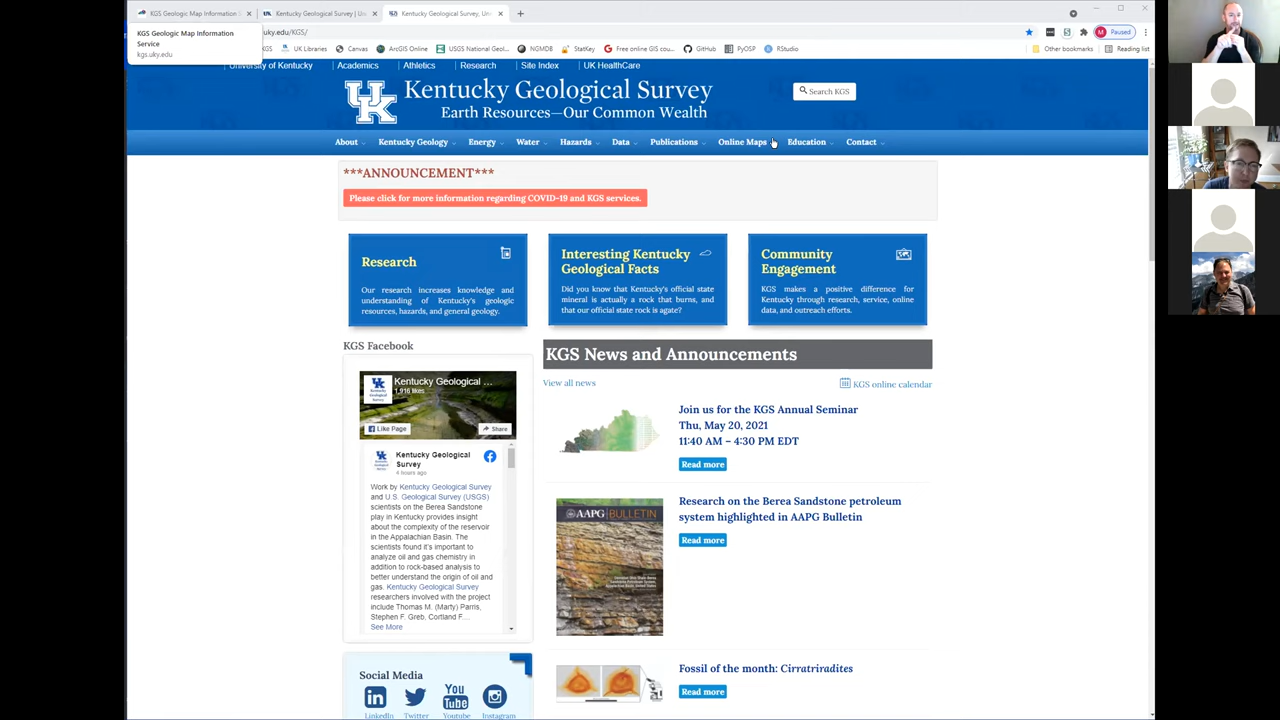 KGS Geologic Map Information S
Kentucky Geological Survey | Un
Kentucky Geological Survey, Un
KGS Geologic Map Information
Service
kgs.uky.edu
uky.edu/KGS/
Paused
KGS
UK Libraries
Canvas
ArcGIS Online
USGS National Geol...
NGMDB
StatKey
Free online GIS cou...
GitHub
PyGSP
RStudio
Other bookmarks
Reading list
University of Kentucky
Academics
Athletics
Research
Site Index
UK HealthCare
UK
Kentucky Geological Survey
Earth Resources—Our Common Wealth
Search KGS
About
Kentucky Geology
Energy
Water
Hazards
Data
Publications
Online Maps
Education
Contact
***ANNOUNCEMENT***
Please click for more information regarding COVID-19 and KGS services.
Research
Our research increases knowledge and
understanding of Kentucky's geologic
resources, hazards, and general geology.
Interesting Kentucky
Geological Facts
Did you know that Kentucky's official state
mineral is actually a rock that burns, and
that our official state rock is agate?
Community
Engagement
KGS makes a positive difference for
Kentucky through research, service, online
data, and outreach efforts.
KGS Facebook
Kentucky Geological ...
1,916 likes
Like Page
Share
Kentucky Geological
Survey
4 hours ago
Work by Kentucky Geological Survey
and U.S. Geological Survey (USGS)
scientists on the Berea Sandstone
play in Kentucky provides insight
about the complexity of the reservoir
in the Appalachian Basin. The
scientists found it's important to
analyze oil and gas chemistry in
addition to rock-based analysis to
better understand the origin of oil and
gas. Kentucky Geological Survey
researchers involved with the project
include Thomas M. (Marty) Parris,
Stephen F. Greb, Cortland F....
See More
Social Media
LinkedIn
Twitter
Youtube
Instagram
KGS News and Announcements
View all news
KGS online calendar
Join us for the KGS Annual Seminar
Thu, May 20, 2021
11:40 AM – 4:30 PM EDT
Read more
AAPG BULLETIN
Research on the Berea Sandstone petroleum
system highlighted in AAPG Bulletin
Read more
Fossil of the month: Cirratriradites
Read more